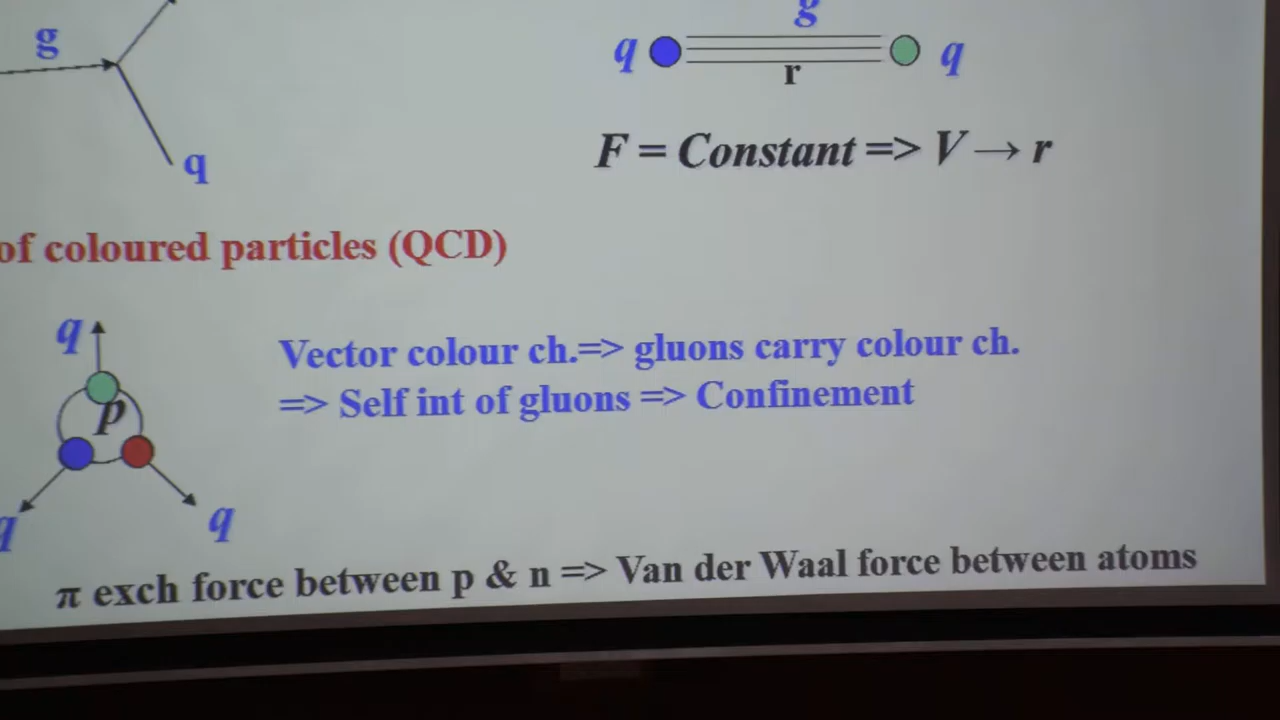 g
g
q
q
r
F = Constant => V → r
q
of coloured particles (QCD)
q
Vector colour ch.=> gluons carry colour ch.
=> Self int of gluons => Confinement
p
q
q
π exch force between p & n => Van der Waal force between atoms